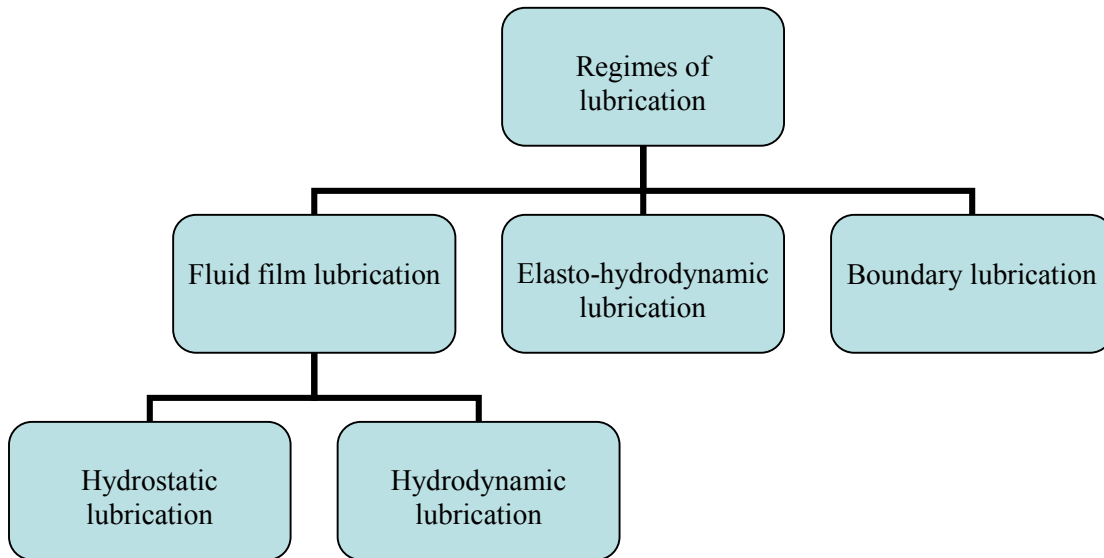 Regimes of
lubrication
Fluid film lubrication
Elasto-hydrodynamic
lubrication
Boundary lubrication
Hydrostatic
lubrication
Hydrodynamic
lubrication